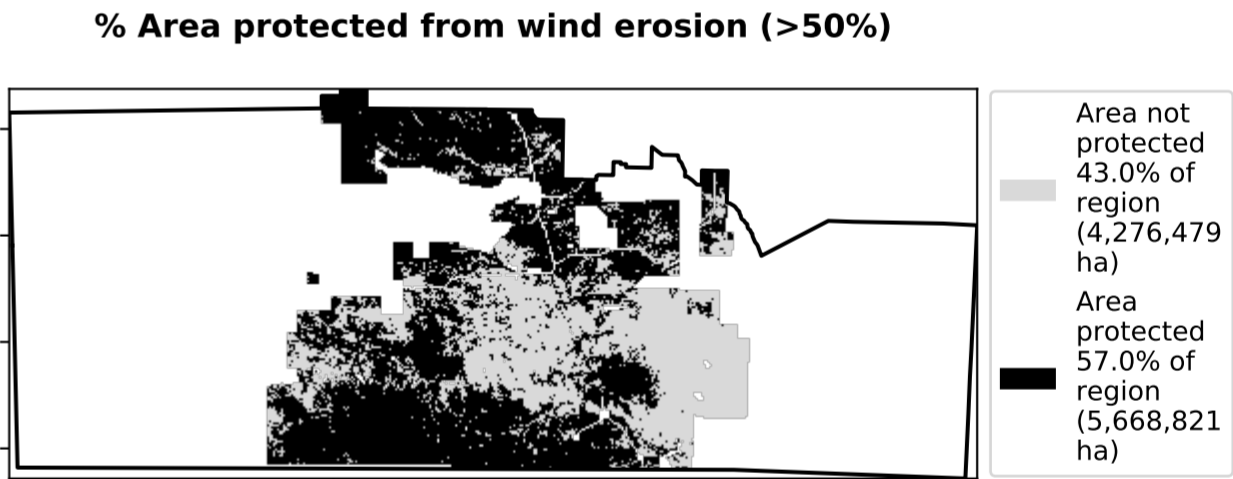 % Area protected from wind erosion (>50%)
Area not
protected
43.0% of
region
(4,276,479
ha)
Area
protected
57.0% of
region
(5,668,821
ha)